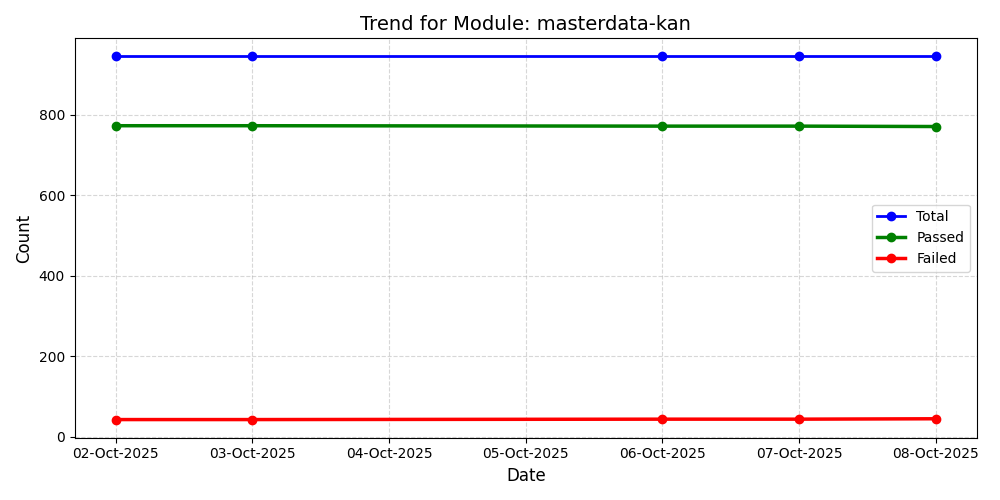 Trend for Module: masterdata-kan
800
600
400
200
0
Count
Total
Passed
Failed
02-Oct-2025 03-Oct-2025 04-Oct-2025 05-Oct-2025 06-Oct-2025 07-Oct-2025 08-Oct-2025
Date